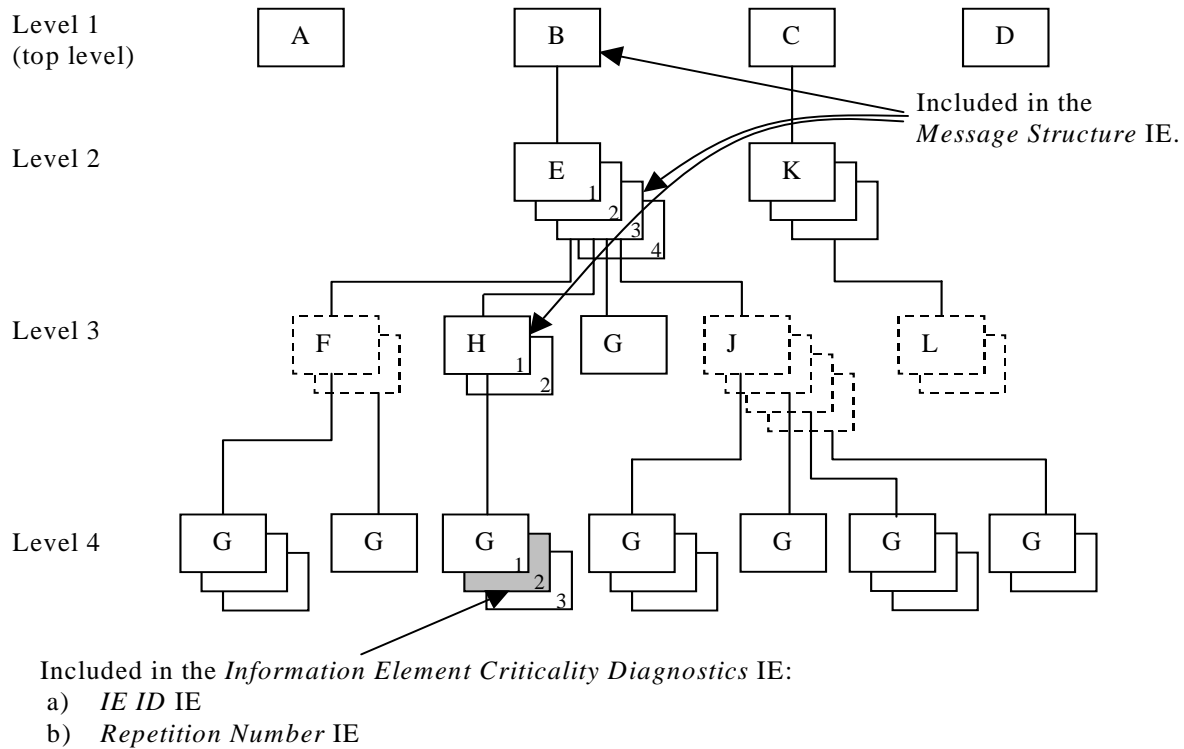 Level 1
(top level)
A
B
C
D
Included in the
Message Structure IE.
Level 2
E
1
2
3
4
K
Level 3
F
H
1
2
G
J
L
Level 4
G
G
G
1
2
3
G
G
G
G
Included in the Information Element Criticality Diagnostics IE:
a) IE ID IE
b) Repetition Number IE